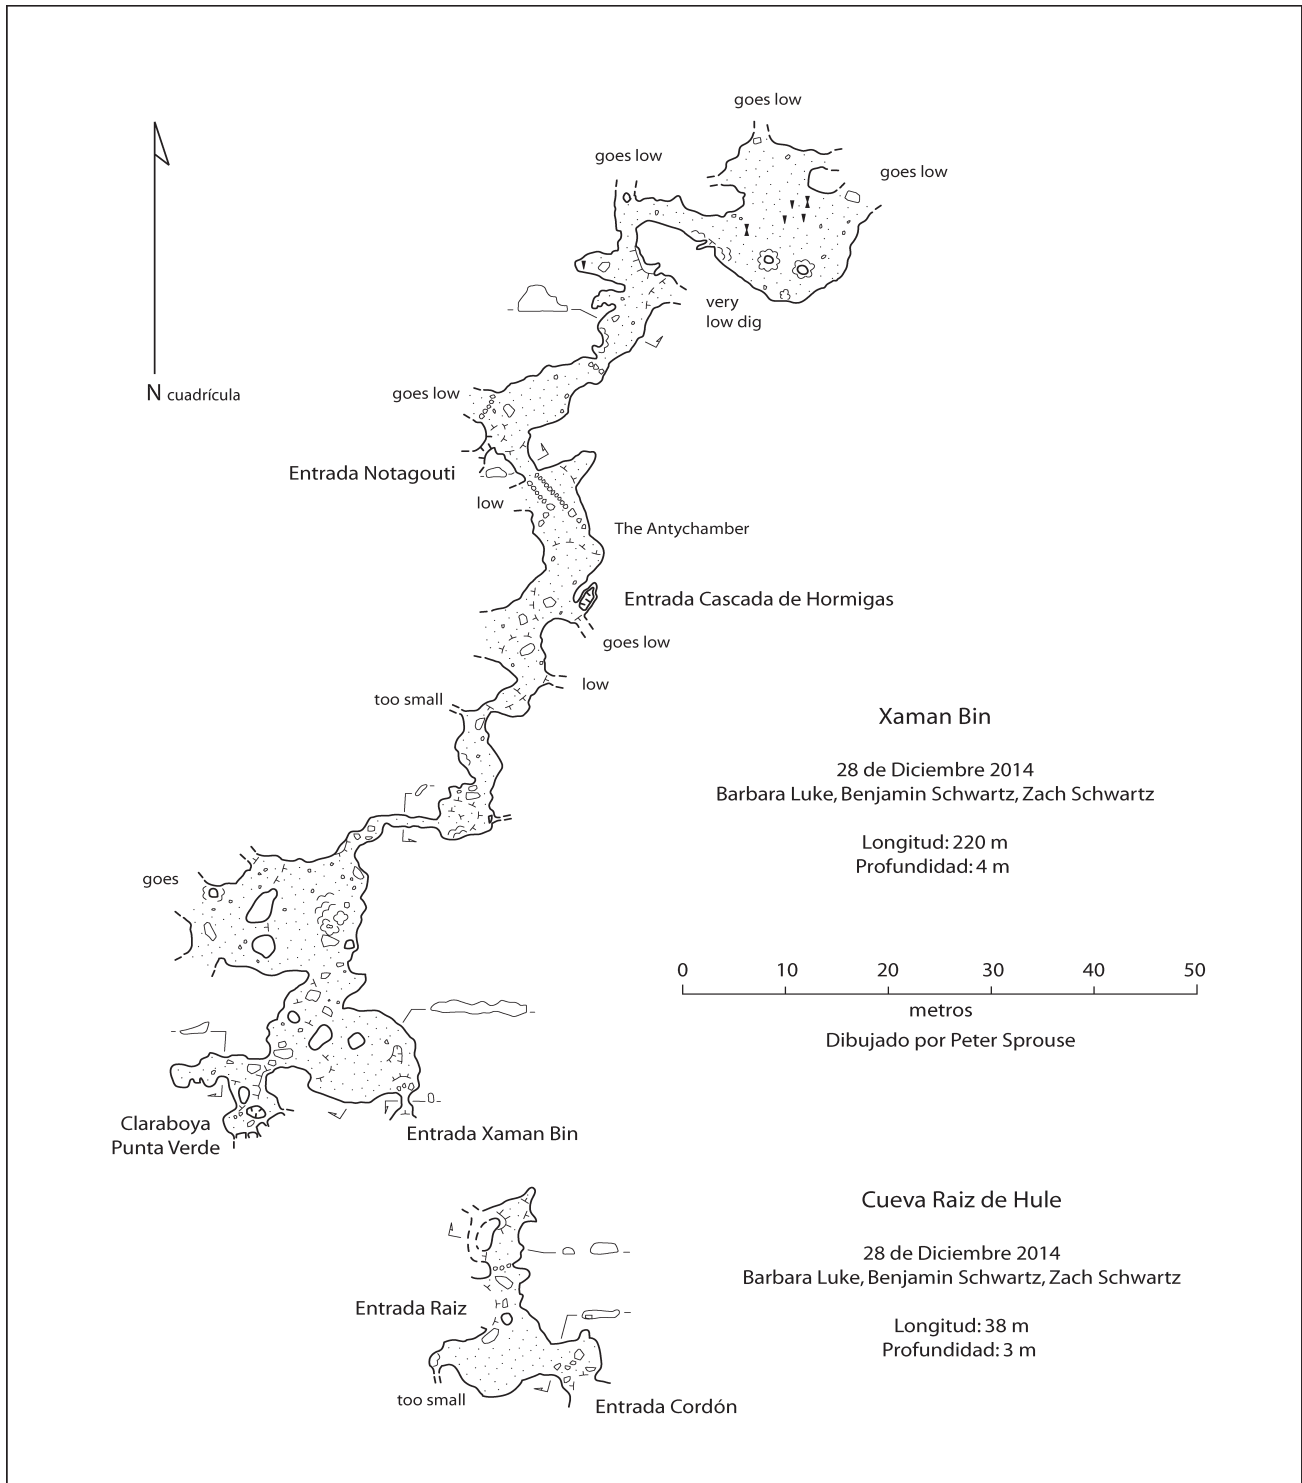 goes low
goes low
goes low
very
low dig
N cuadrícula
goes low
Entrada Notagouti
low
The Antychamber
Entrada Cascada de Hormigas
goes low
low
too small
Xaman Bin
28 de Diciembre 2014
Barbara Luke, Benjamin Schwartz, Zach Schwartz
Longitud: 220 m
Profundidad: 4 m
goes
0 10 20 30 40 50
metros
Dibujado por Peter Sprouse
Claraboya
Punta Verde
Entrada Xaman Bin
Cueva Raiz de Hule
28 de Diciembre 2014
Barbara Luke, Benjamin Schwartz, Zach Schwartz
Entrada Raiz
Longitud: 38 m
Profundidad: 3 m
too small
Entrada Cordón